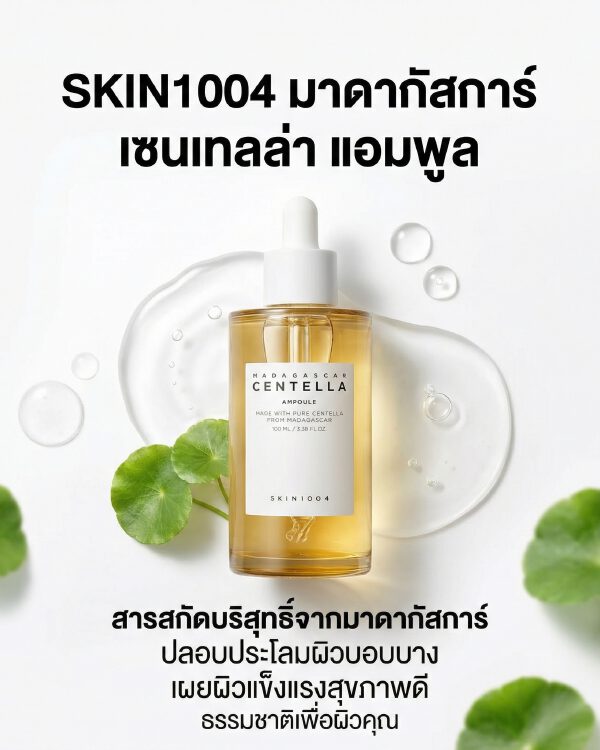 SKIN1004 มาดากัสการ์
เซนเทลล่า แอมพูล
MADAGASCAR
CENTELLA
AMPOULE
MADE WITH PURE CENTELLA
FROM MADAGASCAR
100 ML / 3.38 FL.OZ
SKIN1004
สารสกัดบริสุทธิ์จากมาดากัสการ์
ปลอบประโลมผิวบอบบาง
เผยผิวแข็งแรงสุขภาพดี
ธรรมชาติเพื่อผิวคุณ